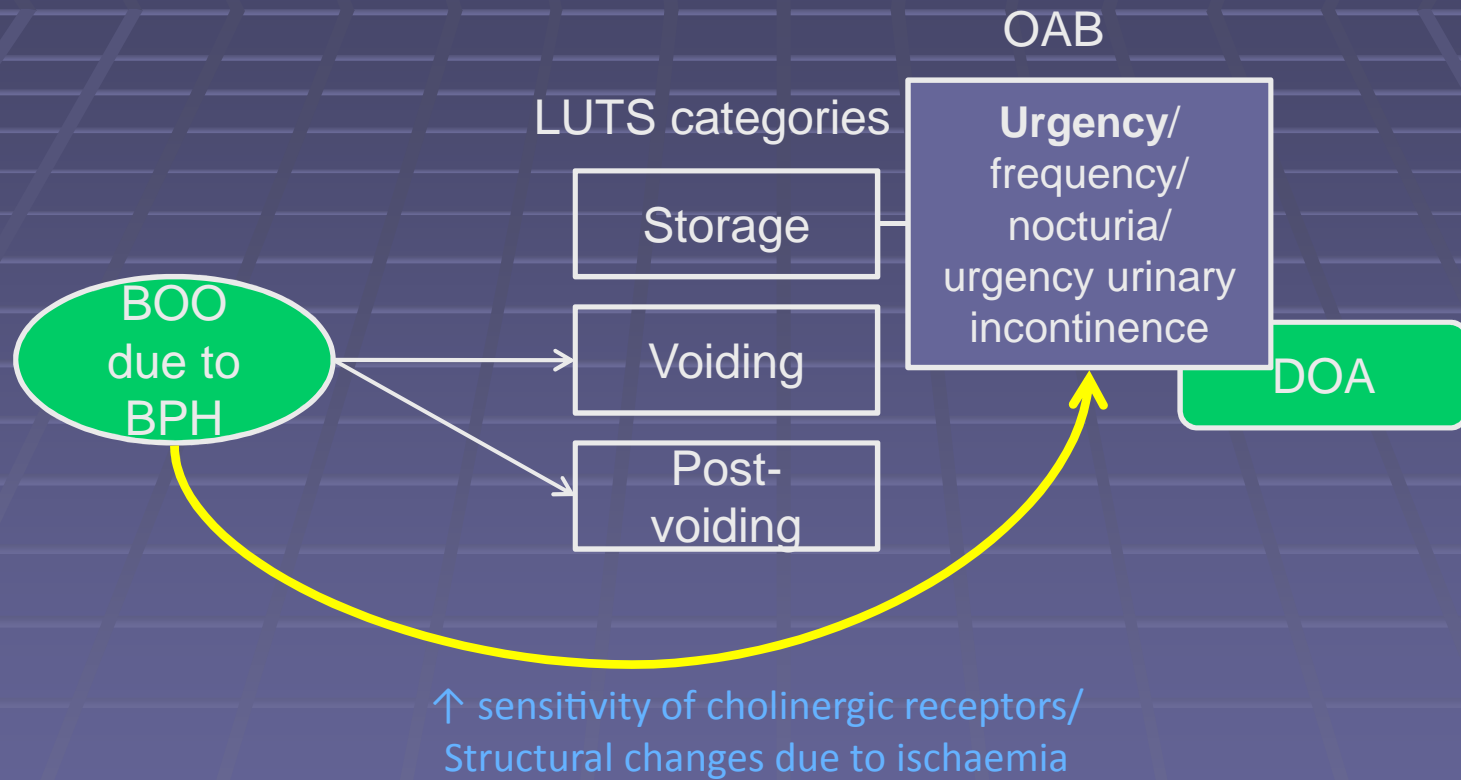 OAB
LUTS categories
Urgency/
frequency/
nocturia/
urgency urinary
incontinence
Storage
BOO
due to
BPH
Voiding
DOA
Post-
voiding
↑ sensitivity of cholinergic receptors/
Structural changes due to ischaemia